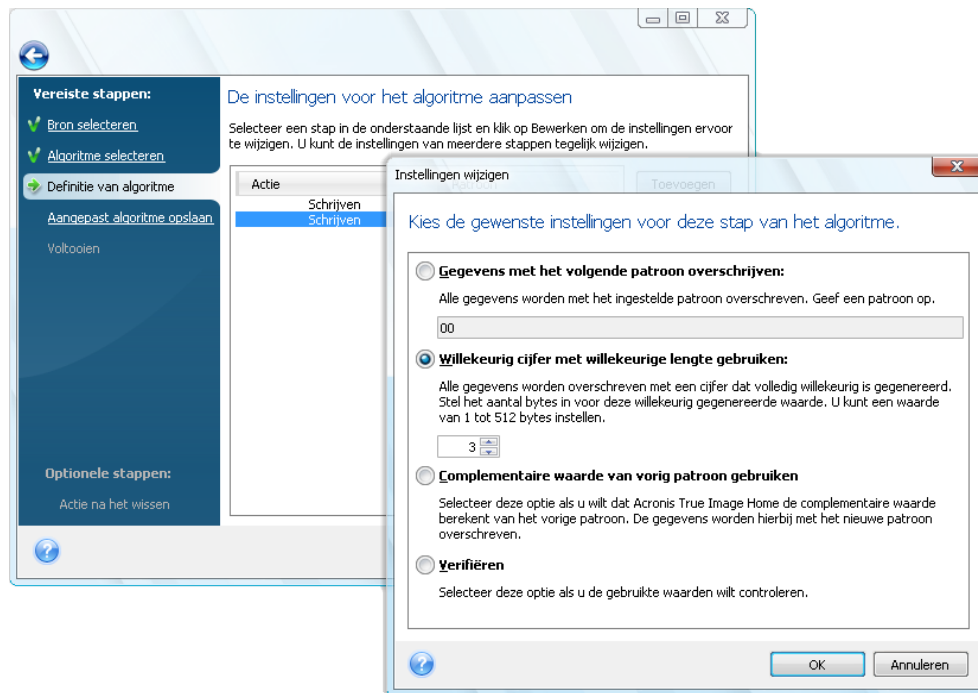 Vereiste stappen:
Bron selecteren
Algoritme selecteren
Definitie van algoritme
Aangepast algoritme opslaan
Voltooien
Optionele stappen:
Actie na het wissen
De instellingen voor het algoritme aanpassen
Selecteer een stap in de onderstaande lijst en klik op Bewerken om de instellingen ervoor
te wijzigen. U kunt de instellingen van meerdere stappen tegelijk wijzigen.
Actie
Patroon
Toevoegen
Schrijven
Schrijven
Instellingen wijzigen
Kies de gewenste instellingen voor deze stap van het algoritme.
Gegevens met het volgende patroon overschrijven:
Alle gegevens worden met het ingestelde patroon overschreven. Geef een patroon op.
00
Willekeurig cijfer met willekeurige lengte gebruiken:
Alle gegevens worden overschreven met een cijfer dat volledig willekeurig is gegenereerd.
Stel het aantal bytes in voor deze willekeurig gegenereerde waarde. U kunt een waarde
van 1 tot 512 bytes instellen.
3
Complementaire waarde van vorig patroon gebruiken
Selecteer deze optie als u wilt dat Acronis True Image Home de complementaire waarde
berekent van het vorige patroon. De gegevens worden hierbij met het nieuwe patroon
overschreven.
Verifiëren
Selecteer deze optie als u de gebruikte waarden wilt controleren.
OK
Annuleren